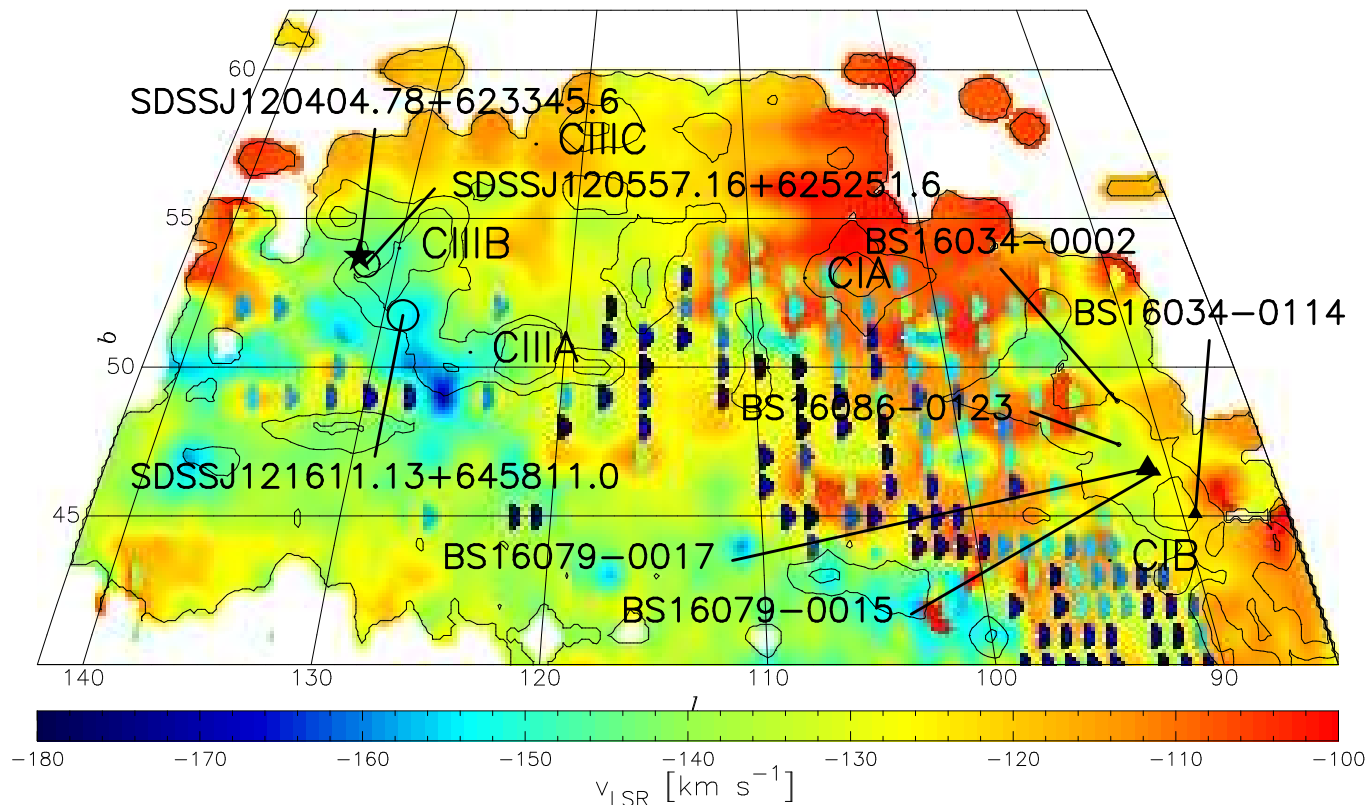 60
SDSSJ120404.78+623345.6
CIIIC
SDSSJ120557.16+625251.6
55
CIIIB
BS16034-0002
CIA
BS16034-0114
b
CIIIA
50
BS16086-0123
SDSSJ121611.13+645811.0
45
BS16079-0017
CIB
BS16079-0015
140 130 120 110 100 90
l
-180 -170 -160 -150 -140 -130 -120 -110 -100
v_LSR [km s⁻¹]